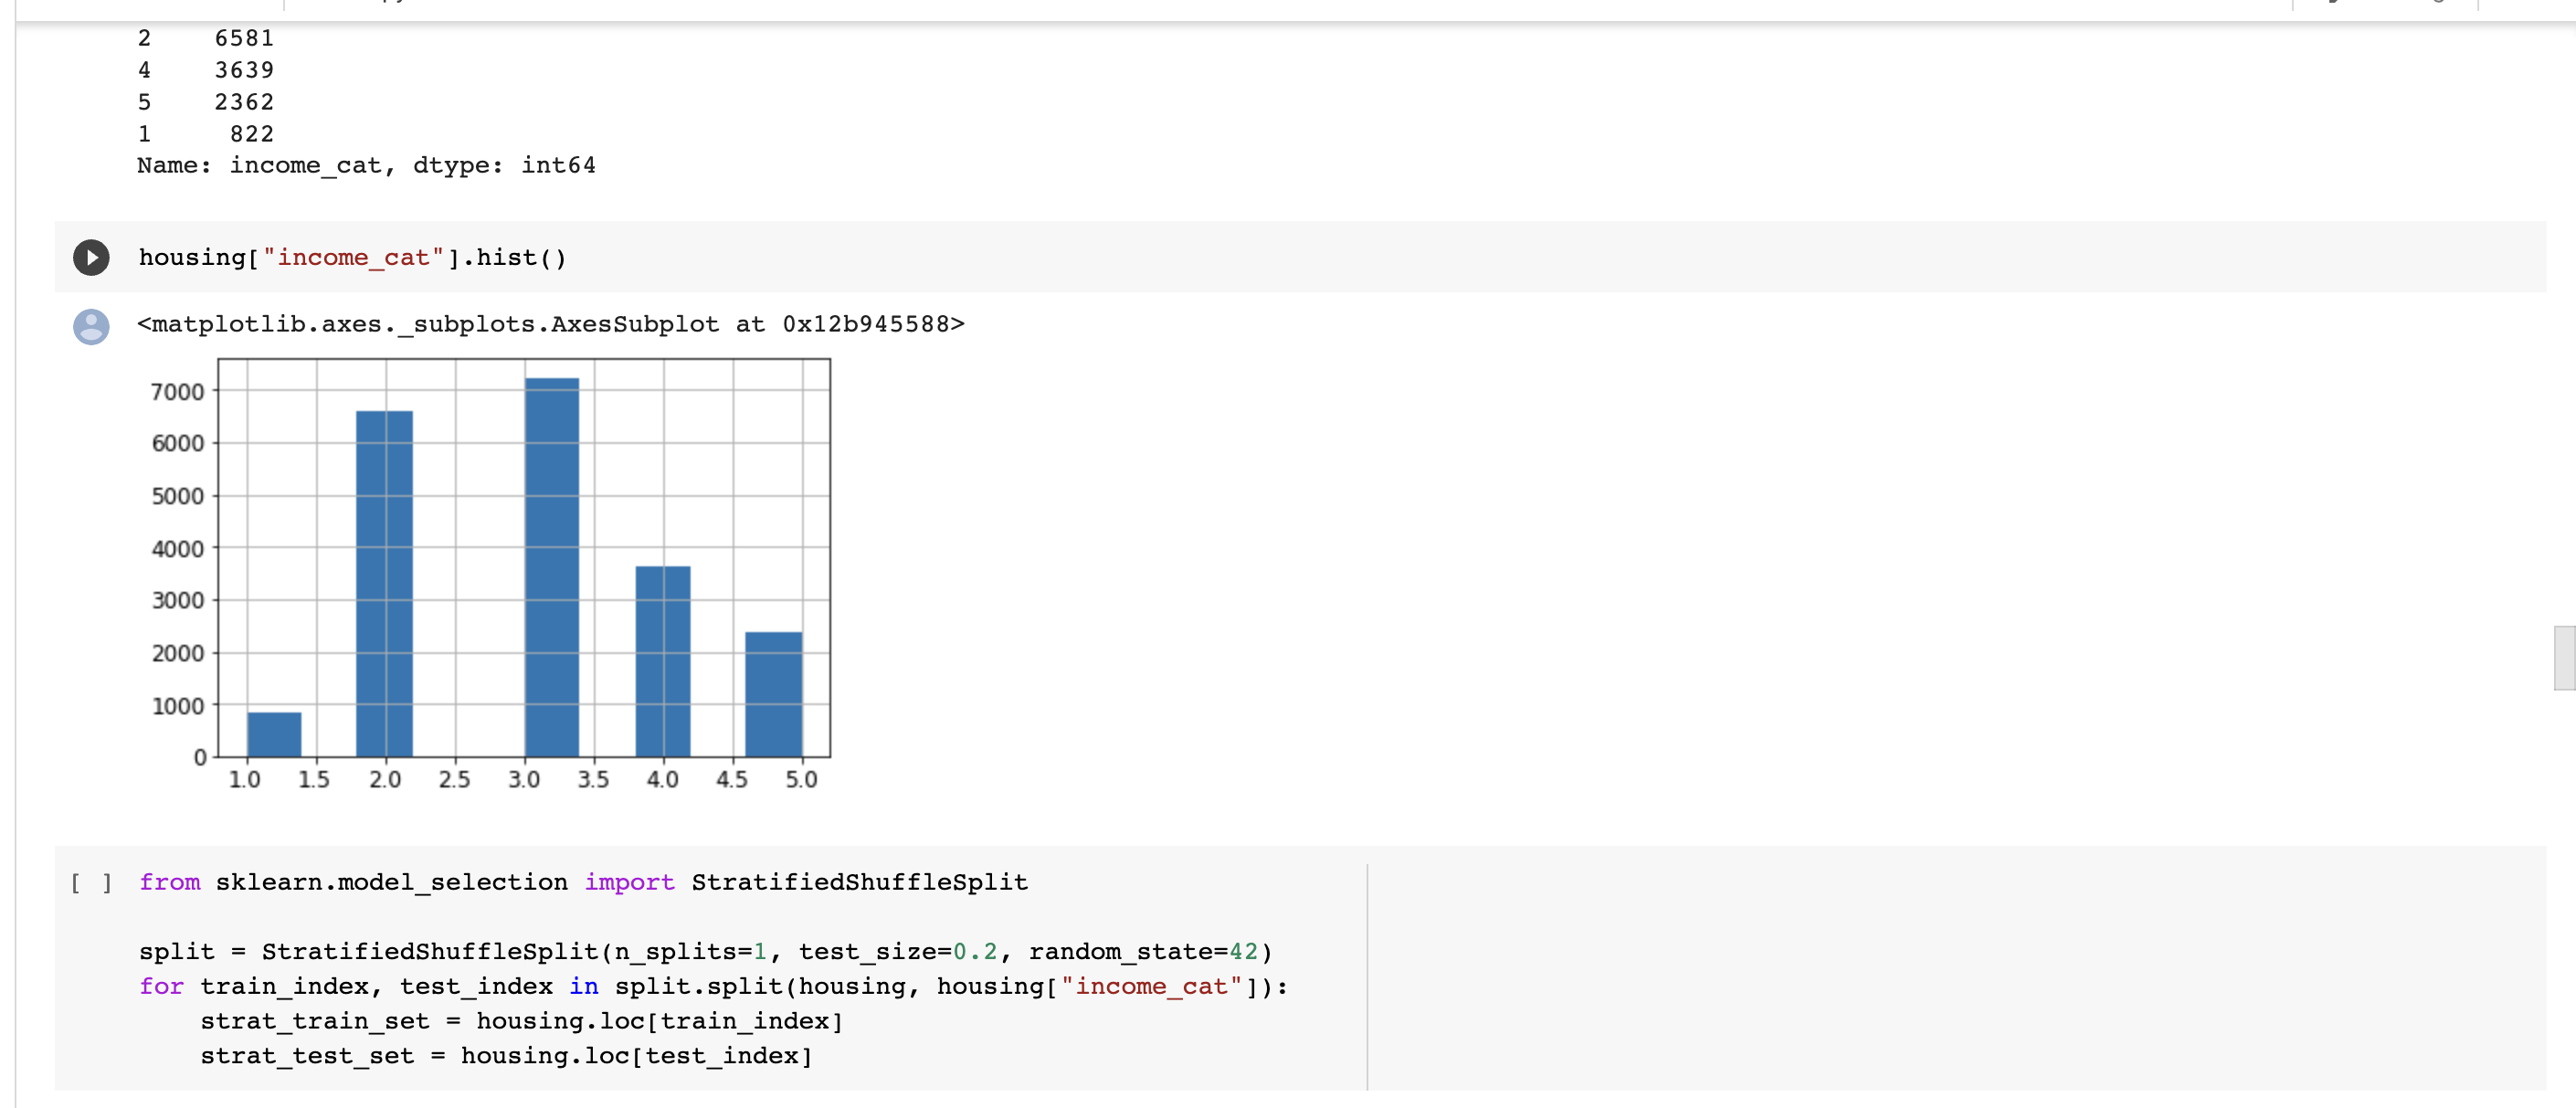 2 6581
4 3639
5 2362
1 822
Name: income_cat, dtype: int64
housing["income_cat"].hist()
<matplotlib.axes._subplots.AxesSubplot at 0x12b945588>
7000
6000
5000
4000
3000
2000
1000
0
1.0 1.5 2.0 2.5 3.0 3.5 4.0 4.5 5.0
[ ] from sklearn.model_selection import StratifiedShuffleSplit
split = StratifiedShuffleSplit(n_splits=1, test_size=0.2, random_state=42)
for train_index, test_index in split.split(housing, housing["income_cat"]):
    strat_train_set = housing.loc[train_index]
    strat_test_set = housing.loc[test_index]